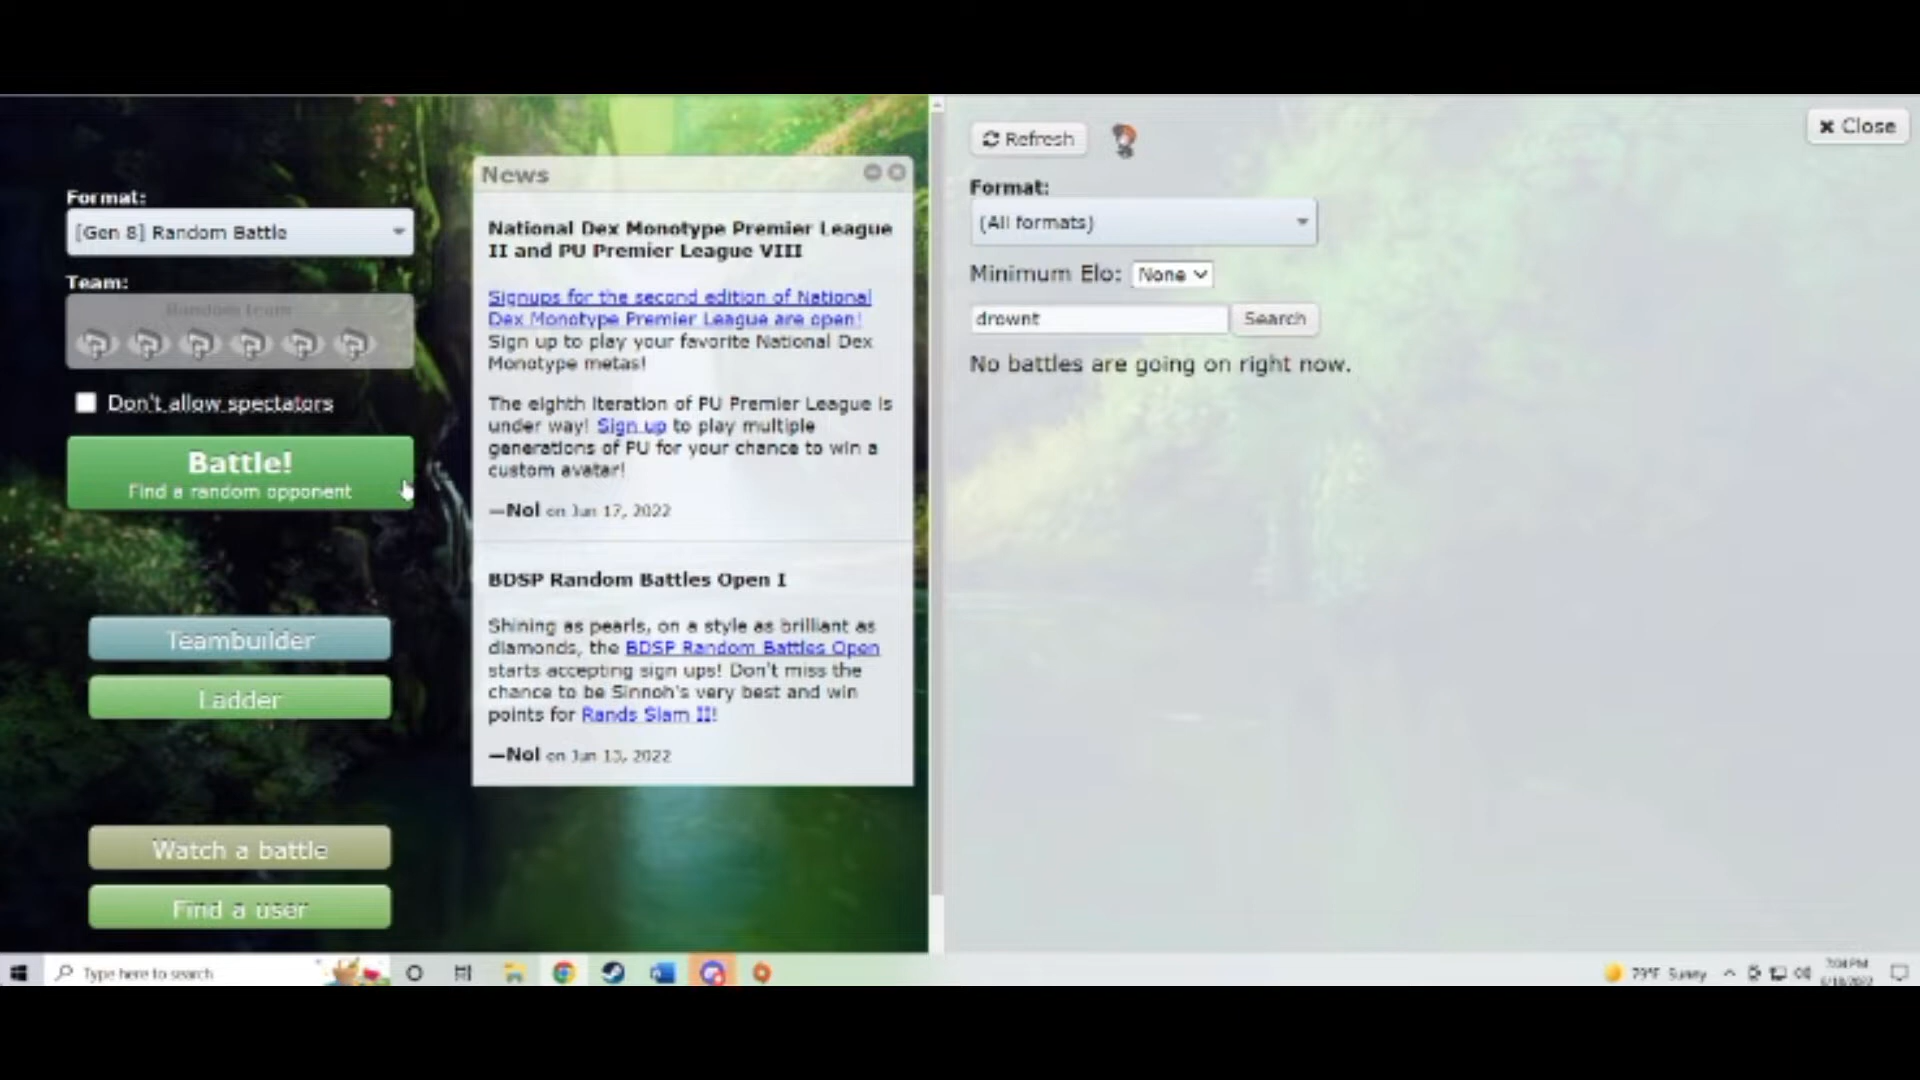 Format:
[Gen 8] Random Battle
Team:
Random team
Don't allow spectators
Battle!
Find a random opponent
Teambuilder
Ladder
Watch a battle
Find a user
News
National Dex Monotype Premier League
II and PU Premier League VIII
Signups for the second edition of National
Dex Monotype Premier League are open!
Sign up to play your favorite National Dex
Monotype metas!
The eighth iteration of PU Premier League is
under way! Sign up to play multiple
generations of PU for your chance to win a
custom avatar!
—Nol on Jun 17, 2022
BDSP Random Battles Open I
Shining as pearls, on a style as brilliant as
diamonds, the BDSP Random Battles Open
starts accepting sign ups! Don't miss the
chance to be Sinnoh's very best and win
points for Rands Slam II!
—Nol on Jun 13, 2022
Refresh
Close
Format:
(All formats)
Minimum Elo: None
drownt
Search
No battles are going on right now.
Type here to search
79°F Sunny
7:04 PM